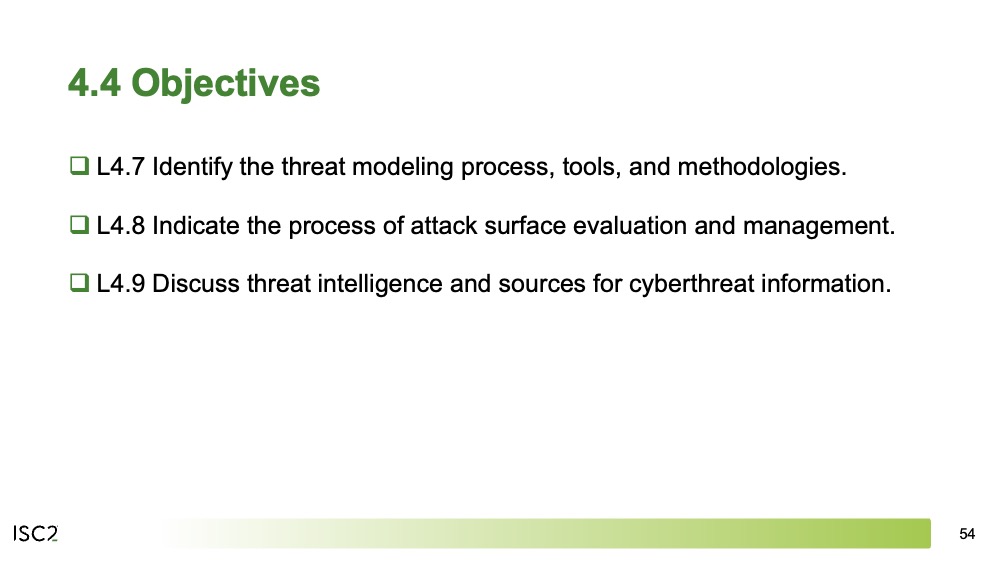 4.4 Objectives
❑ L4.7 Identify the threat modeling process, tools, and methodologies.
❑ L4.8 Indicate the process of attack surface evaluation and management.
❑ L4.9 Discuss threat intelligence and sources for cyberthreat information.
ISC2
54